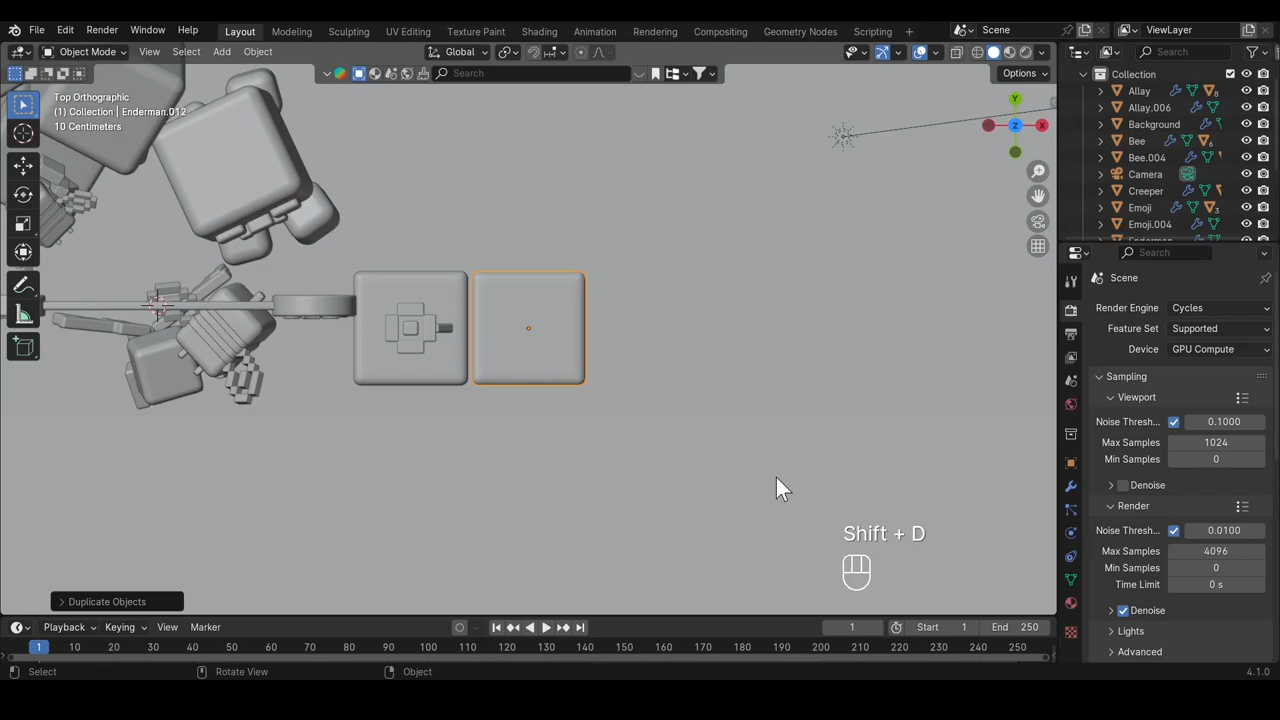 File Edit Render Window Help Layout Modeling Sculpting UV Editing Texture Paint Shading Animation Rendering Compositing Geometry Nodes Scripting + Scene ViewLayer
Object Mode View Select Add Object Global Search
Search Options
Top Orthographic
(1) Collection | Enderman.012
10 Centimeters
Y
Z X
Collection
Allay 8
Allay.006
Background
Bee 6
Bee.004
Camera
Creeper
Emoji 3
Emoji.004
Search
Scene
Render Engine Cycles
Feature Set Supported
Device GPU Compute
Sampling
Viewport
Noise Thresh... 0.1000
Max Samples 1024
Min Samples 0
Denoise
Render
Noise Thresh... 0.0100
Max Samples 4096
Min Samples 0
Time Limit 0 s
Denoise
Lights
Advanced
Shift + D
Duplicate Objects
Playback Keying View Marker 1 Start 1 End 250
1 10 20 30 40 50 60 70 80 90 100 110 120 130 140 150 160 170 180 190 200 210 220 230 240 250
Select Rotate View Object 4.1.0